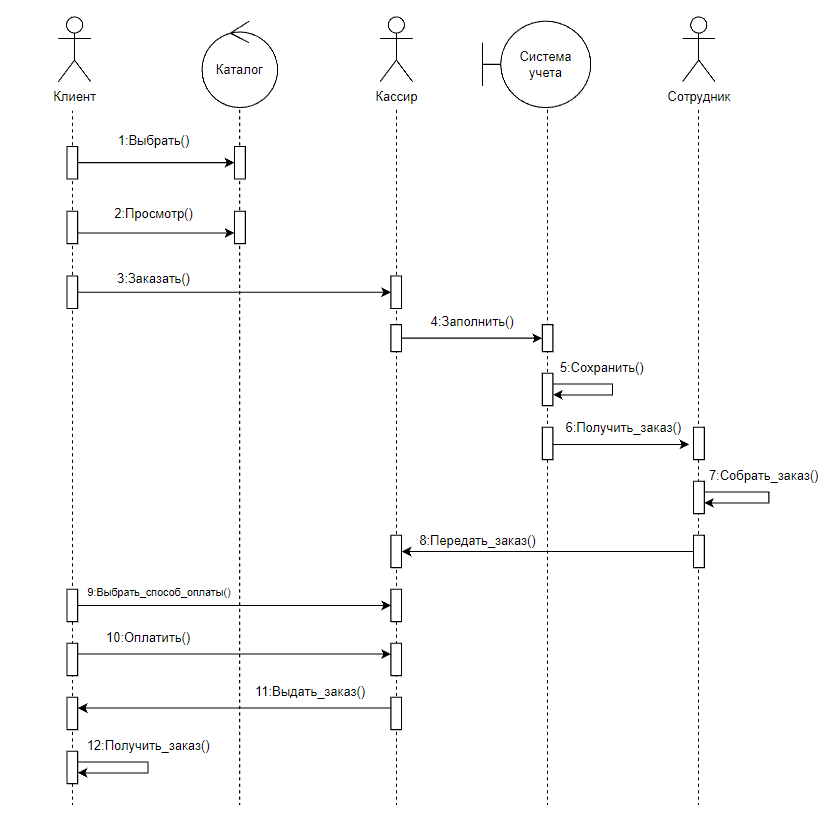 Клиент
Каталог
Кассир
Система
учета
Сотрудник
1:Выбрать()
2:Просмотр()
3:Заказать()
4:Заполнить()
5:Сохранить()
6:Получить_заказ()
7:Собрать_заказ()
8:Передать_заказ()
9:Выбрать_способ_оплаты()
10:Оплатить()
11:Выдать_заказ()
12:Получить_заказ()